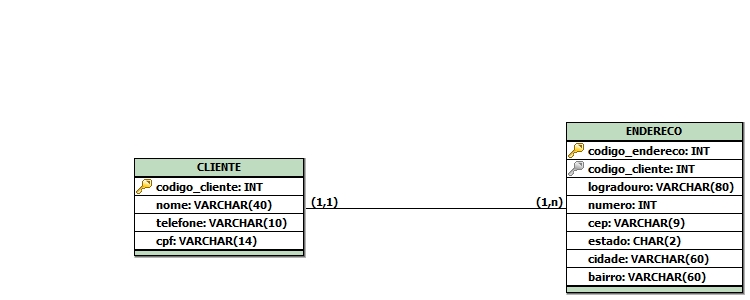 CLIENTE
codigo_cliente: INT
nome: VARCHAR(40)
telefone: VARCHAR(10)
cpf: VARCHAR(14)
(1,1)
(1,n)
ENDERECO
codigo_endereco: INT
codigo_cliente: INT
logradouro: VARCHAR(80)
numero: INT
cep: VARCHAR(9)
estado: CHAR(2)
cidade: VARCHAR(60)
bairro: VARCHAR(60)